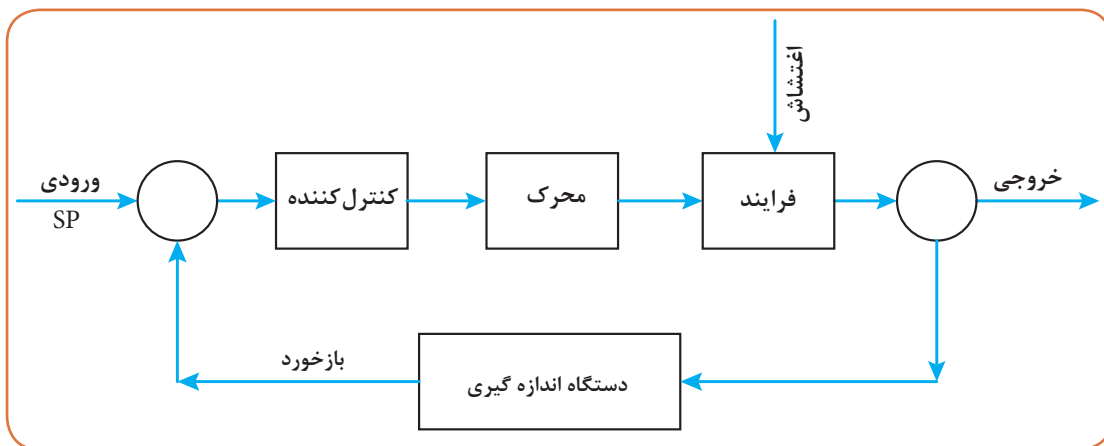 اغتشاش
ورودی
SP
کنترل‌کننده
محرک
فرایند
خروجی
بازخورد
دستگاه اندازه گیری